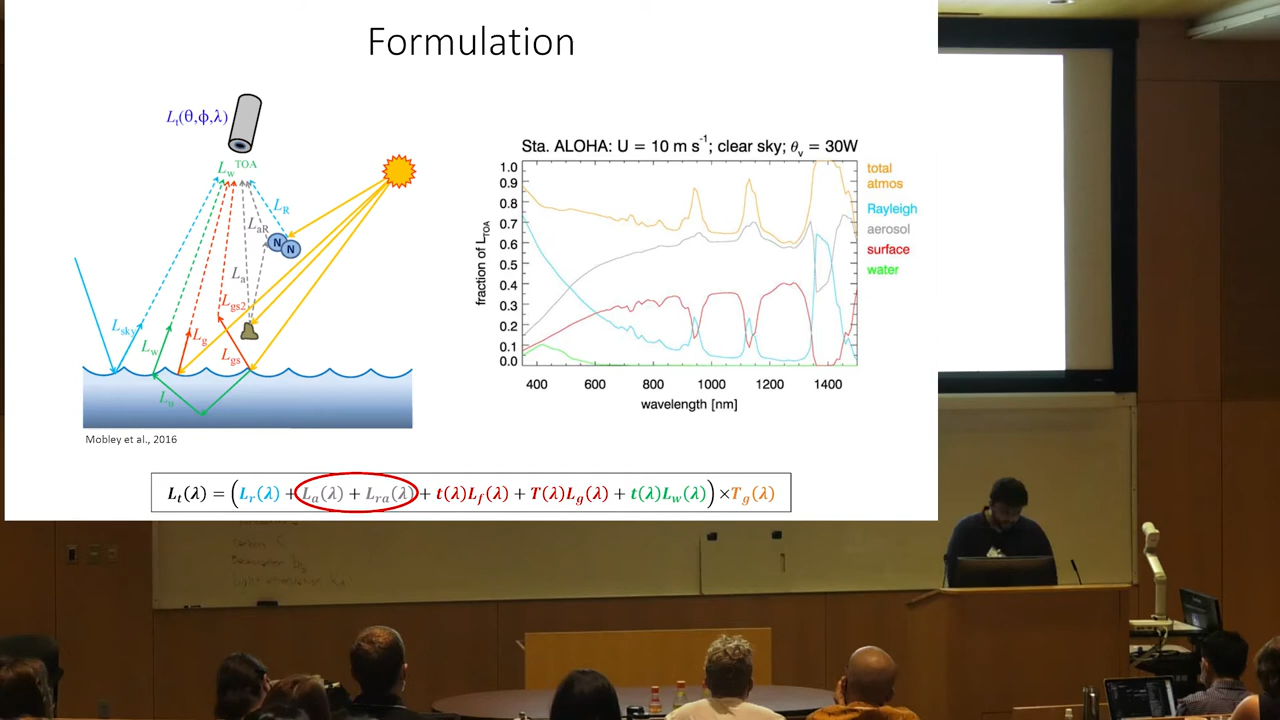 Formulation
Lt(θ,ϕ,λ)
Lw TOA
LR
N
N
LaR
La
Lgs2
Lsky
Lw
Lg
Lgs
Lu
Mobley et al., 2016
Sta. ALOHA: U = 10 m s-1; clear sky; θv = 30W
1.0
0.9
0.8
0.7
0.6
0.5
0.4
0.3
0.2
0.1
0.0
fraction of LTOA
400 600 800 1000 1200 1400
wavelength [nm]
total
atmos
Rayleigh
aerosol
surface
water
Lt(λ) = (Lr(λ) + La(λ) + Lra(λ) + t(λ)Lf(λ) + T(λ)Lg(λ) + t(λ)Lw(λ)) × Tg(λ)